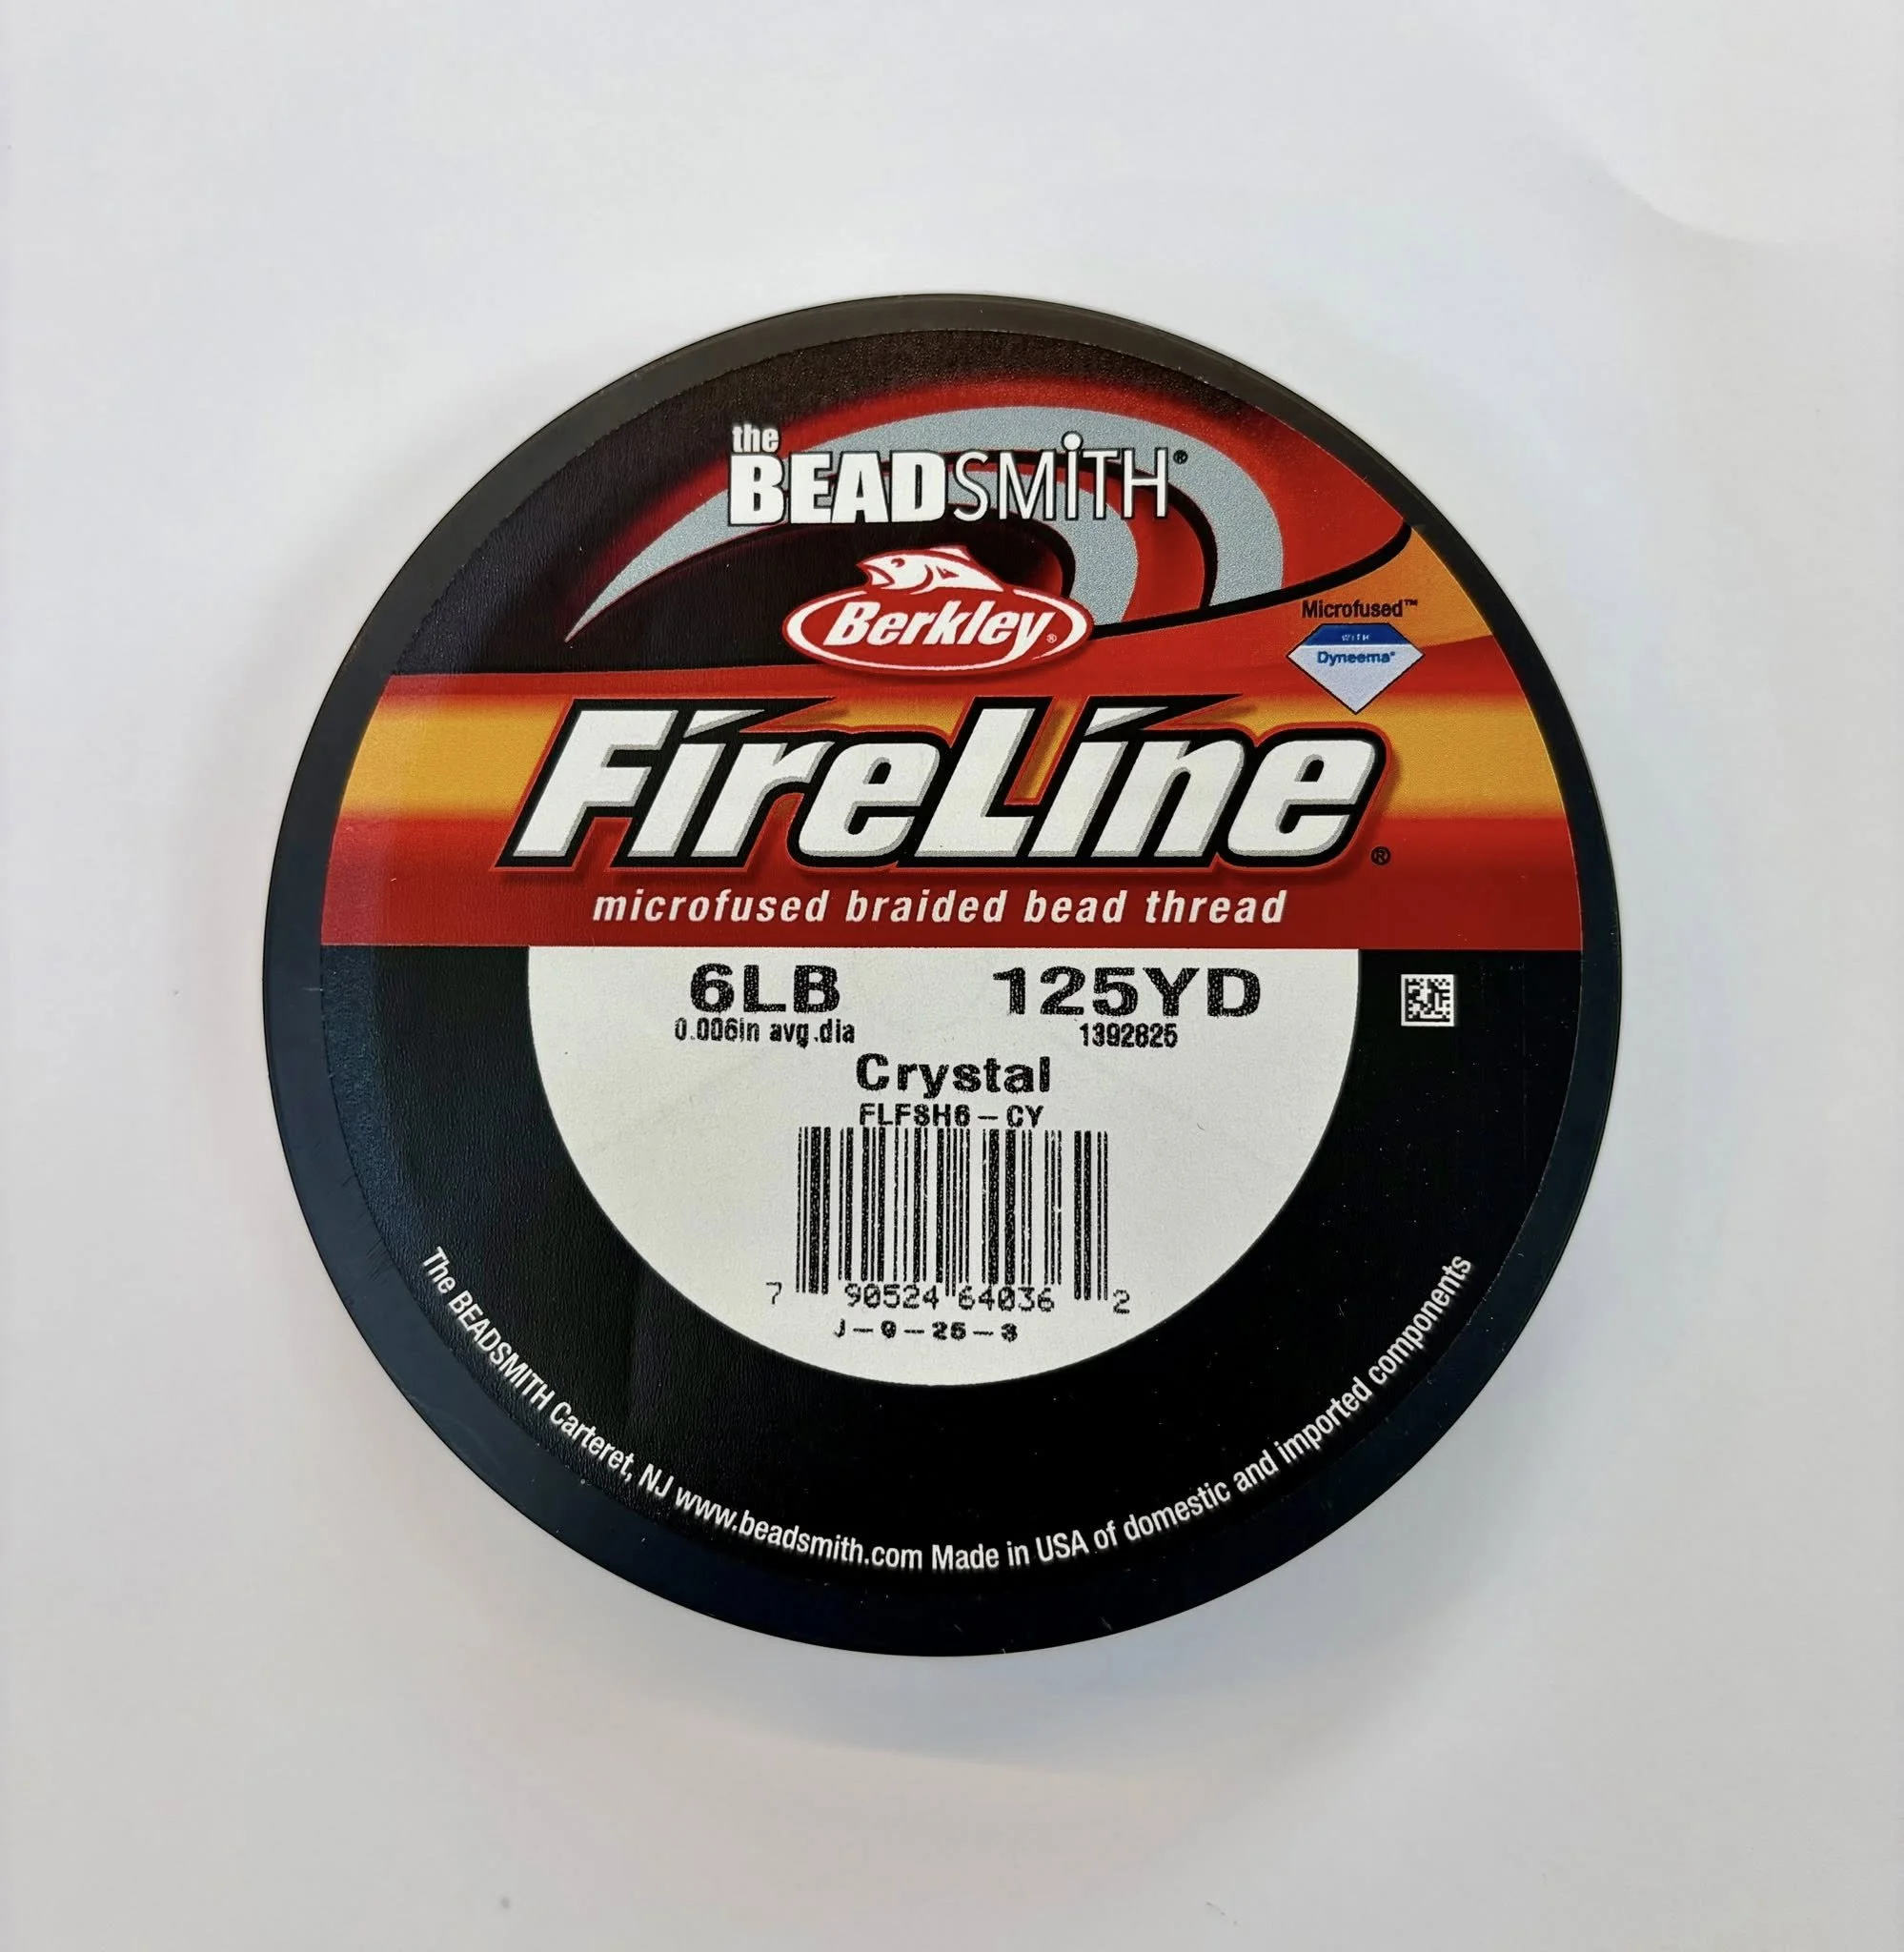 the
BEADSMITH®
Berkley®
Microfused™
WITH
Dyneema®
FireLine®
microfused braided bead thread
6LB 125YD
0.006in avg.dia 1392825
Crystal
FLFSH6-CY
7 90524 64036 2
J-9-25-3
The BEADSMITH Carteret, NJ www.beadsmith.com Made in USA of domestic and imported components